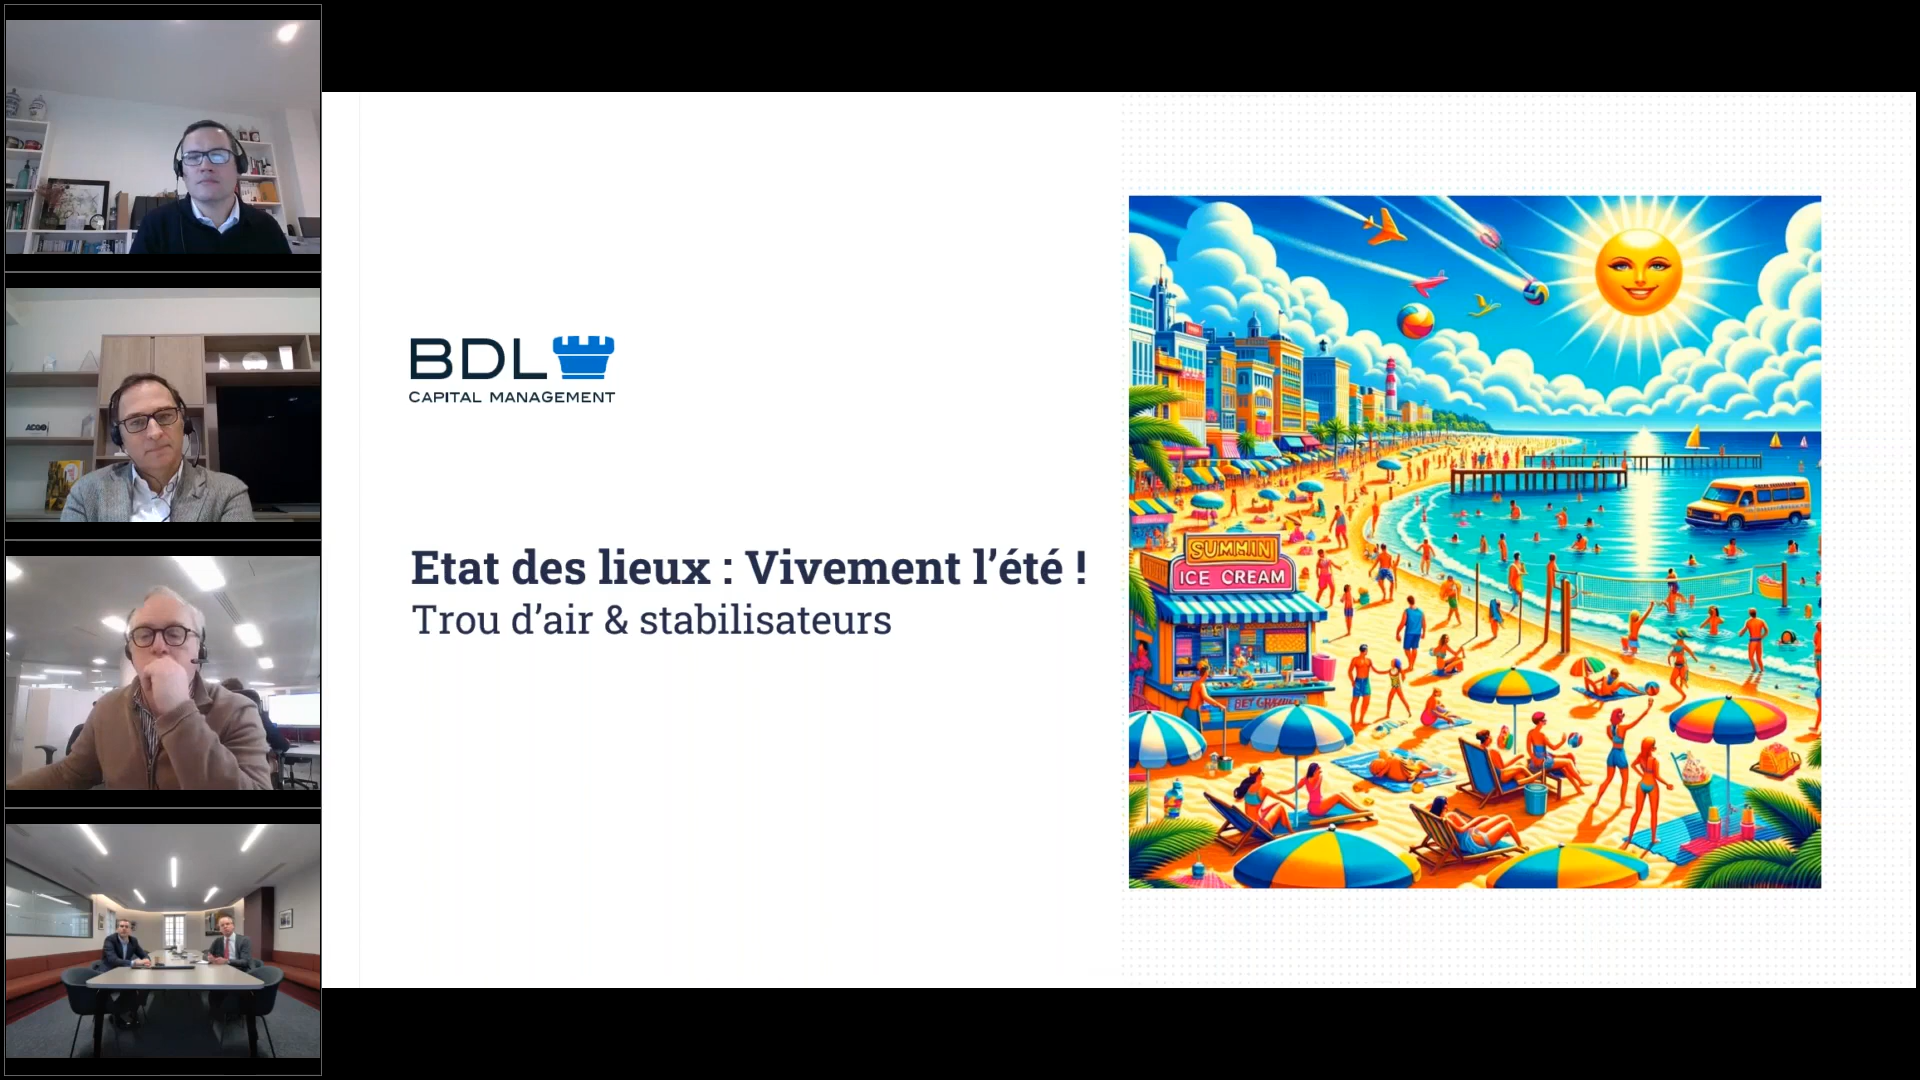 BDL
CAPITAL MANAGEMENT
Etat des lieux : Vivement l’été !
Trou d’air & stabilisateurs
SUMMIN
ICE CREAM